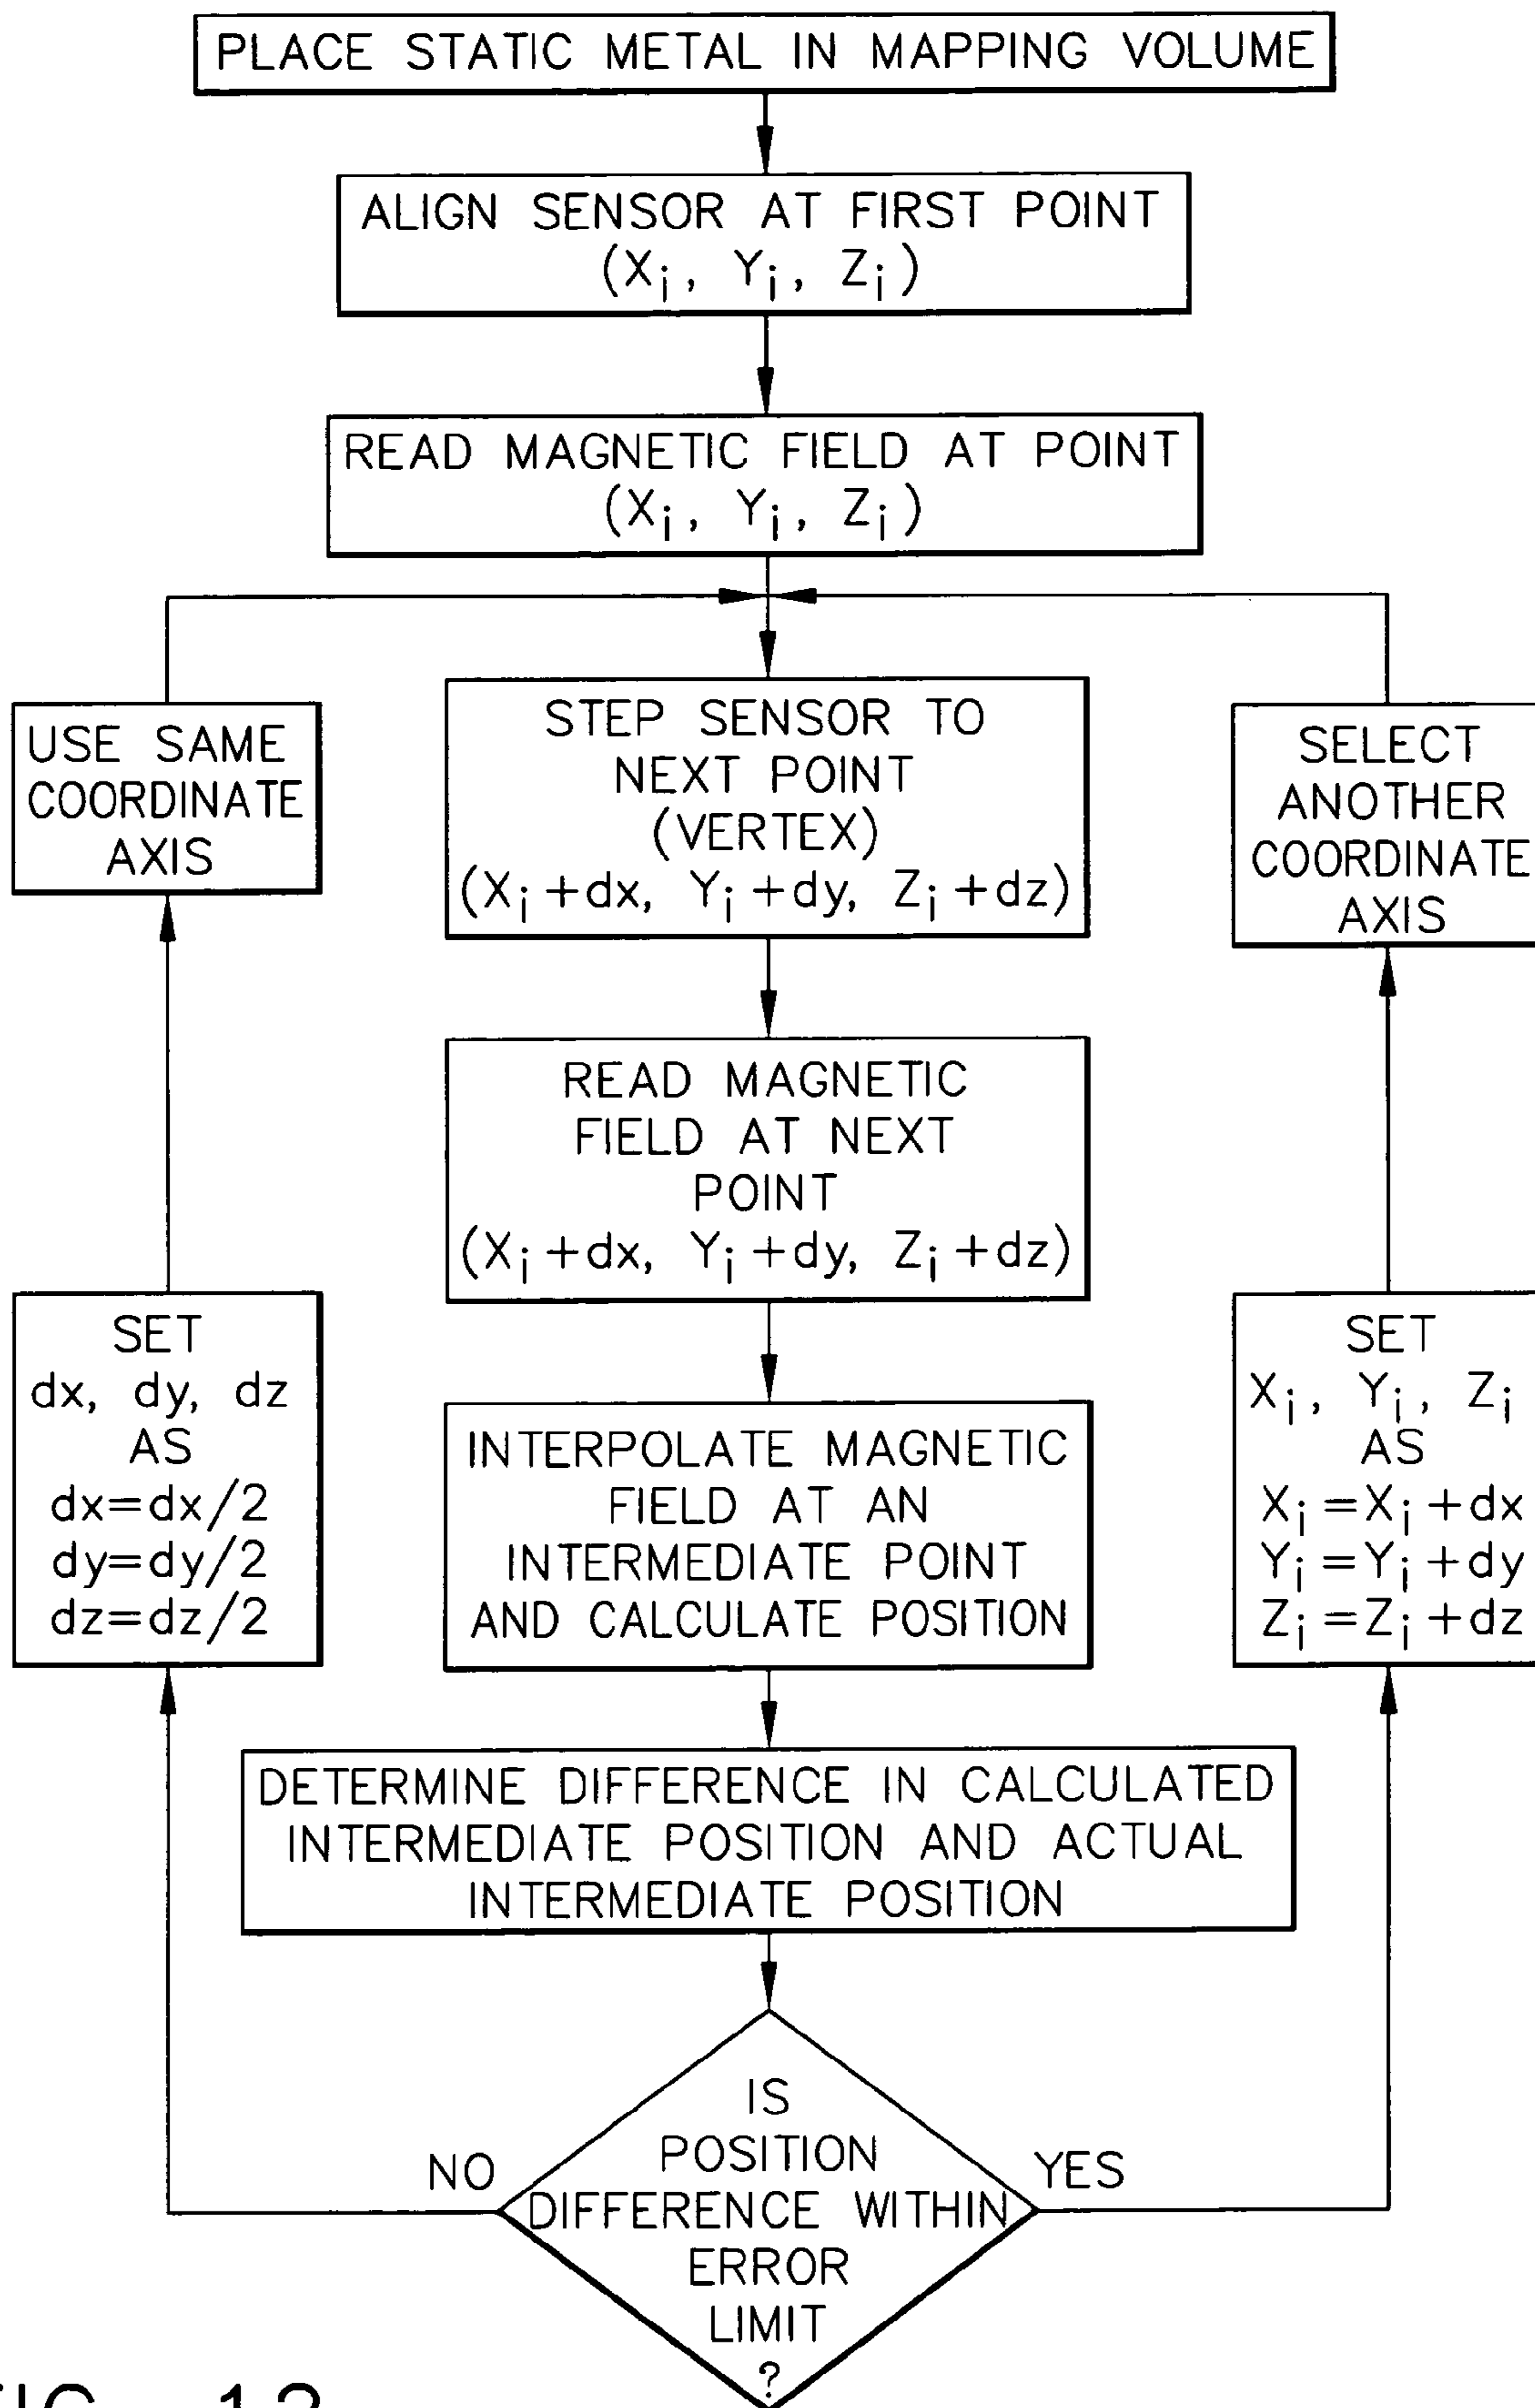 PLACE STATIC METAL IN MAPPING VOLUME
ALIGN SENSOR AT FIRST POINT
(Xi, Yi, Zi)
READ MAGNETIC FIELD AT POINT
(Xi, Yi, Zi)
USE SAME
COORDINATE
AXIS
STEP SENSOR TO
NEXT POINT
(VERTEX)
(Xi+dx, Yi+dy, Zi+dz)
SELECT
ANOTHER
COORDINATE
AXIS
READ MAGNETIC
FIELD AT NEXT
POINT
(Xi+dx, Yi+dy, Zi+dz)
SET
dx, dy, dz
AS
dx=dx/2
dy=dy/2
dz=dz/2
INTERPOLATE MAGNETIC
FIELD AT AN
INTERMEDIATE POINT
AND CALCULATE POSITION
SET
Xi, Yi, Zi
AS
Xi=Xi+dx
Yi=Yi+dy
Zi=Zi+dz
DETERMINE DIFFERENCE IN CALCULATED
INTERMEDIATE POSITION AND ACTUAL
INTERMEDIATE POSITION
NO
IS
POSITION
DIFFERENCE WITHIN
ERROR
LIMIT
?
YES